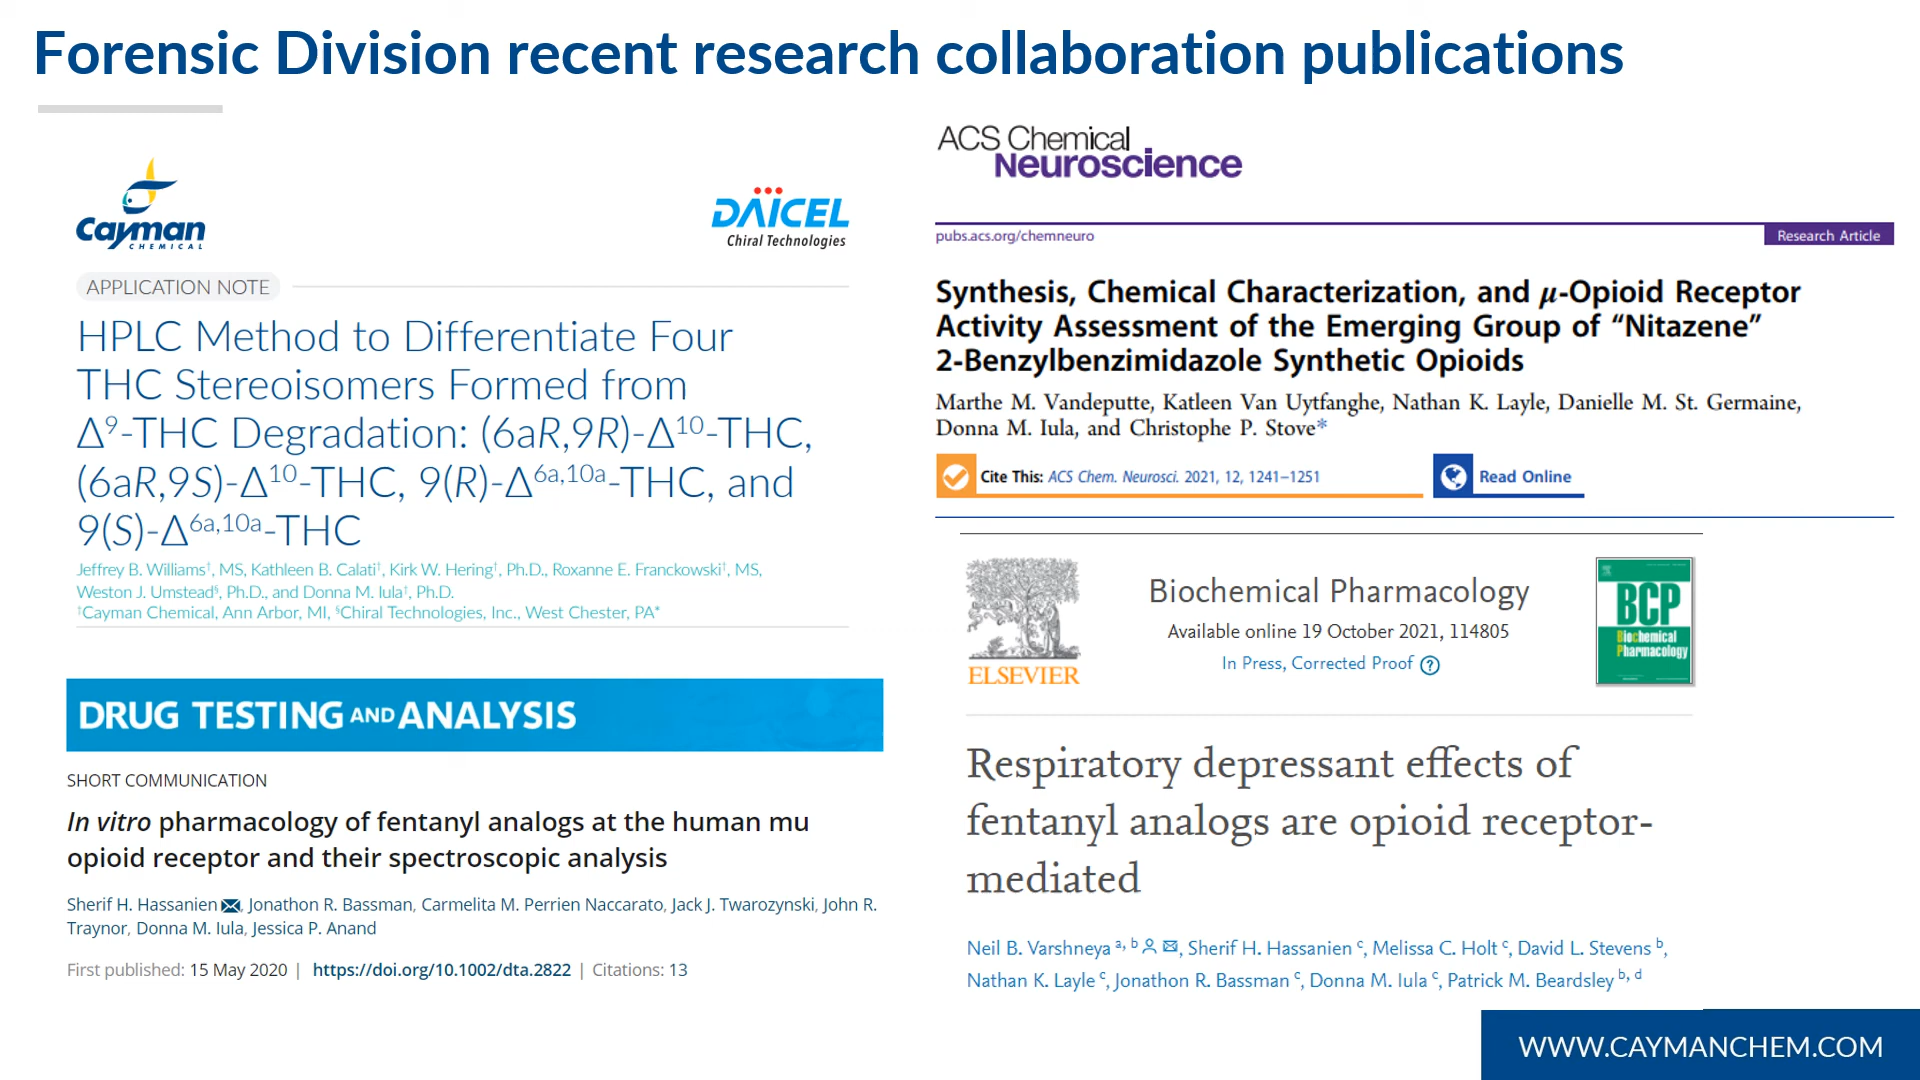 Forensic Division recent research collaboration publications
Cayman
CHEMICAL
DAICEL
Chiral Technologies
APPLICATION NOTE
HPLC Method to Differentiate Four
THC Stereoisomers Formed from
Δ⁹-THC Degradation: (6aR,9R)-Δ¹⁰-THC,
(6aR,9S)-Δ¹⁰-THC, 9(R)-Δ6a,10a-THC, and
9(S)-Δ6a,10a-THC
Jeffrey B. Williams†, MS, Kathleen B. Calati†, Kirk W. Hering†, Ph.D., Roxanne E. Franckowski†, MS,
Weston J. Umstead§, Ph.D., and Donna M. Iula†, Ph.D.
†Cayman Chemical, Ann Arbor, MI, §Chiral Technologies, Inc., West Chester, PA*
DRUG TESTING AND ANALYSIS
SHORT COMMUNICATION
In vitro pharmacology of fentanyl analogs at the human mu
opioid receptor and their spectroscopic analysis
Sherif H. Hassanien, Jonathon R. Bassman, Carmelita M. Perrien Naccarato, Jack J. Twarozynski, John R.
Traynor, Donna M. Iula, Jessica P. Anand
First published: 15 May 2020 | https://doi.org/10.1002/dta.2822 | Citations: 13
ACS Chemical
Neuroscience
pubs.acs.org/chemneuro
Research Article
Synthesis, Chemical Characterization, and μ-Opioid Receptor
Activity Assessment of the Emerging Group of “Nitazene”
2-Benzylbenzimidazole Synthetic Opioids
Marthe M. Vandeputte, Katleen Van Uytfanghe, Nathan K. Layle, Danielle M. St. Germaine,
Donna M. Iula, and Christophe P. Stove*
Cite This: ACS Chem. Neurosci. 2021, 12, 1241–1251
Read Online
ELSEVIER
Biochemical Pharmacology
Available online 19 October 2021, 114805
In Press, Corrected Proof ?
BCP
Biochemical
Pharmacology
Respiratory depressant effects of
fentanyl analogs are opioid receptor-
mediated
Neil B. Varshneya a, b, Sherif H. Hassanien c, Melissa C. Holt c, David L. Stevens b,
Nathan K. Layle c, Jonathon R. Bassman c, Donna M. Iula c, Patrick M. Beardsley b, d
WWW.CAYMANCHEM.COM